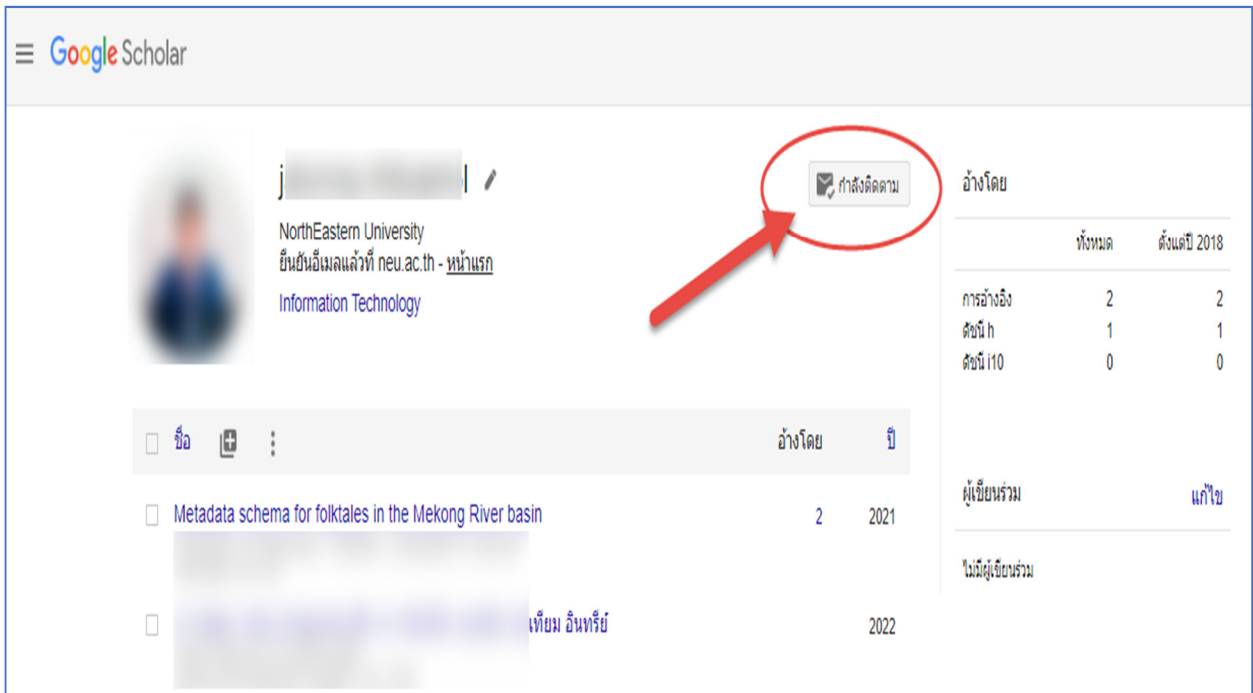 Google Scholar
กำลังติดตาม
NorthEastern University
ยืนยันอีเมลแล้วที่ neu.ac.th - หน้าแรก
Information Technology
อ้างโดย
ทั้งหมด ตั้งแต่ปี 2018
การอ้างอิง 2 2
ดัชนี h 1 1
ดัชนี i10 0 0
ชื่อ อ้างโดย ปี
Metadata schema for folktales in the Mekong River basin 2 2021
เทียม อินทรีย์ 2022
ผู้เขียนร่วม แก้ไข
ไม่มีผู้เขียนร่วม